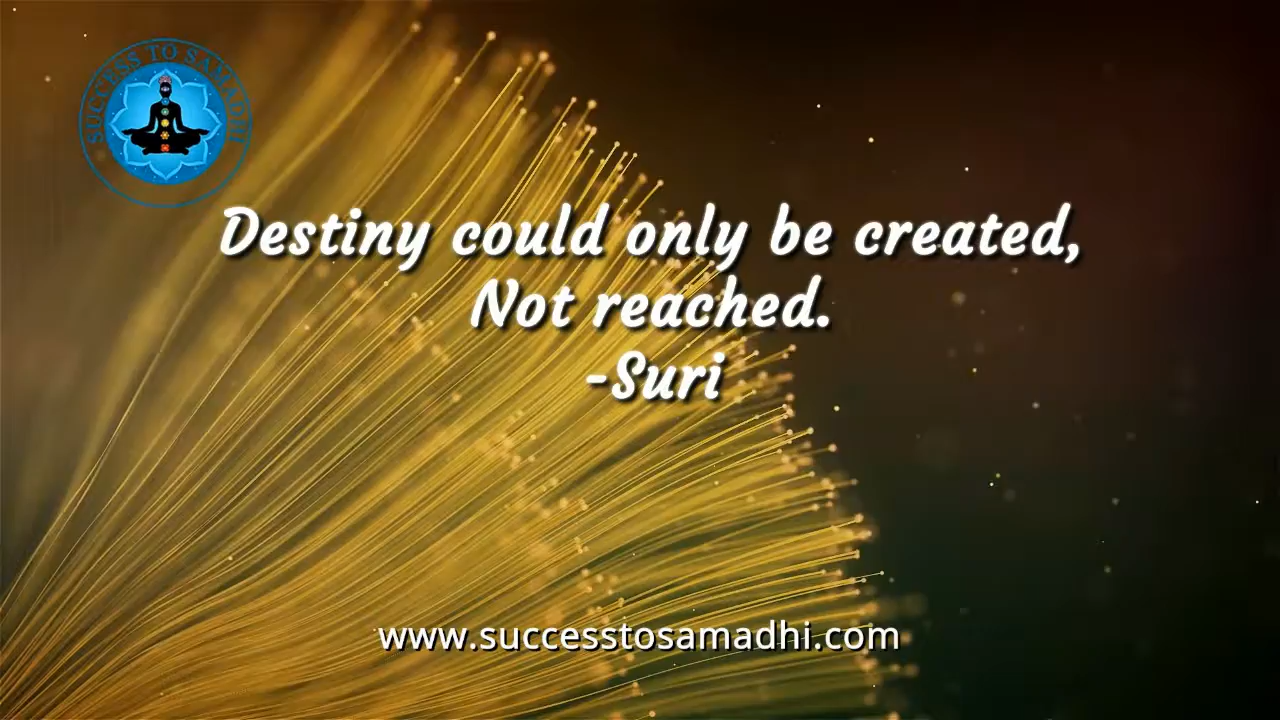 SUCCESS TO SAMADHI
Destiny could only be created,
Not reached.
-Suri
www.successtosamadhi.com